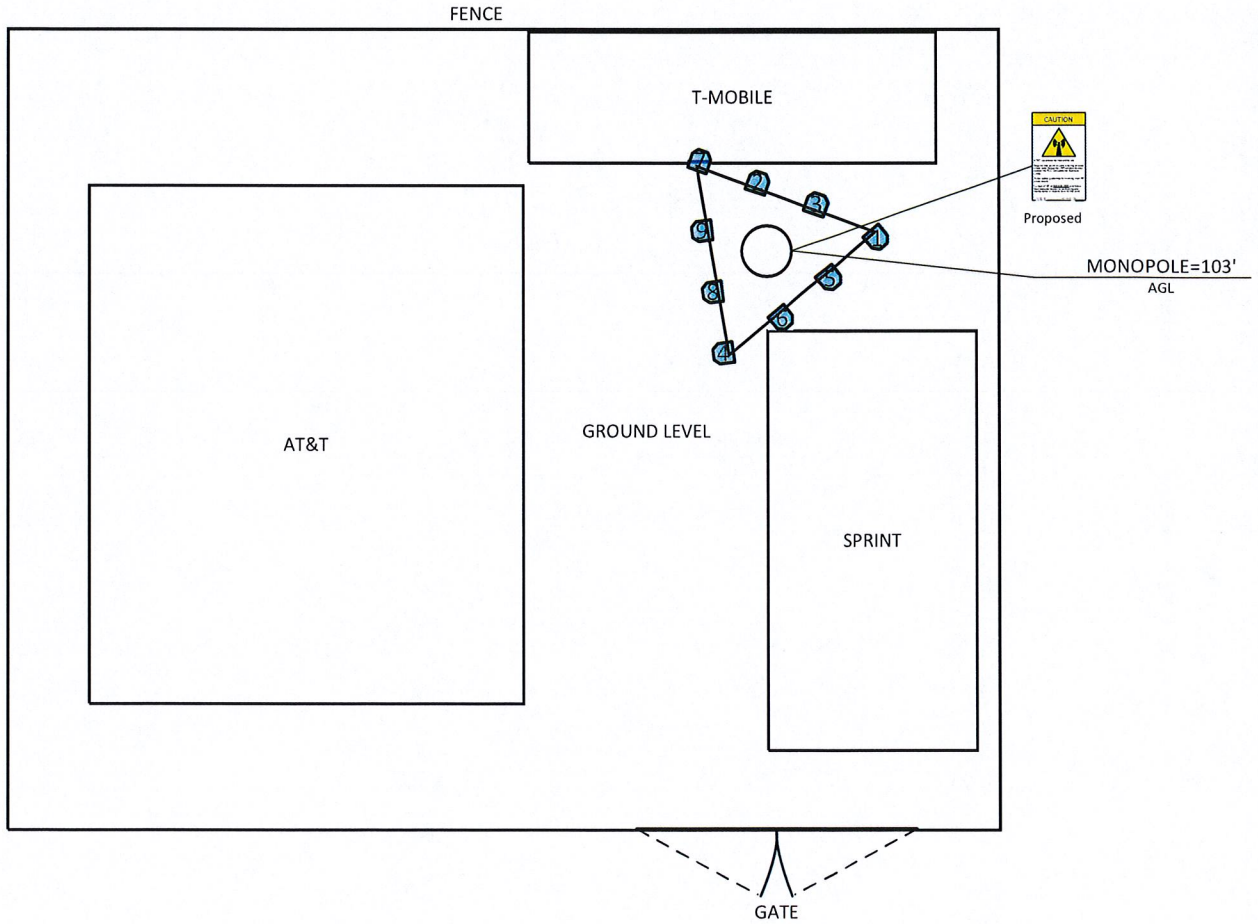 FENCE
T-MOBILE
CAUTION
Proposed
7
2
3
1
9
5
8
6
4
MONOPOLE=103'
AGL
AT&T
GROUND LEVEL
SPRINT
GATE